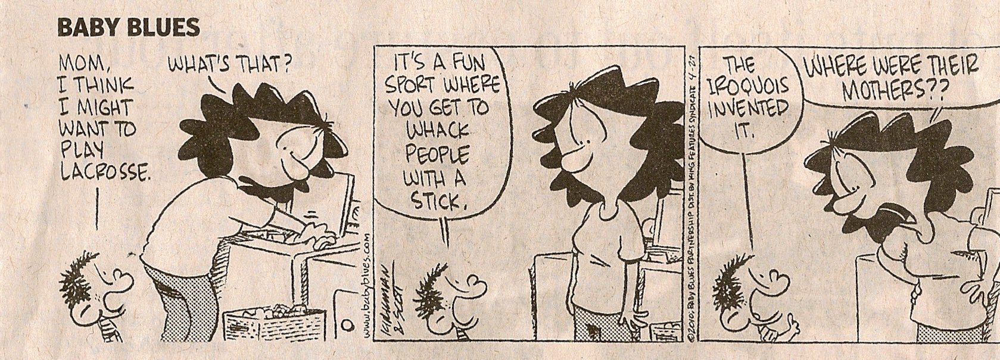 BABY BLUES
MOM,
I THINK
I MIGHT
WANT TO
PLAY
LACROSSE.
WHAT'S THAT?
www.babyblues.com
IT'S A FUN
SPORT WHERE
YOU GET TO
WHACK
PEOPLE
WITH A
STICK.
KIRKMAN
& SCOTT
©2010, BABY BLUES PARTNERSHIP DIST. BY KING FEATURES SYNDICATE 4-27
THE
IROQUOIS
INVENTED
IT.
WHERE WERE THEIR
MOTHERS??